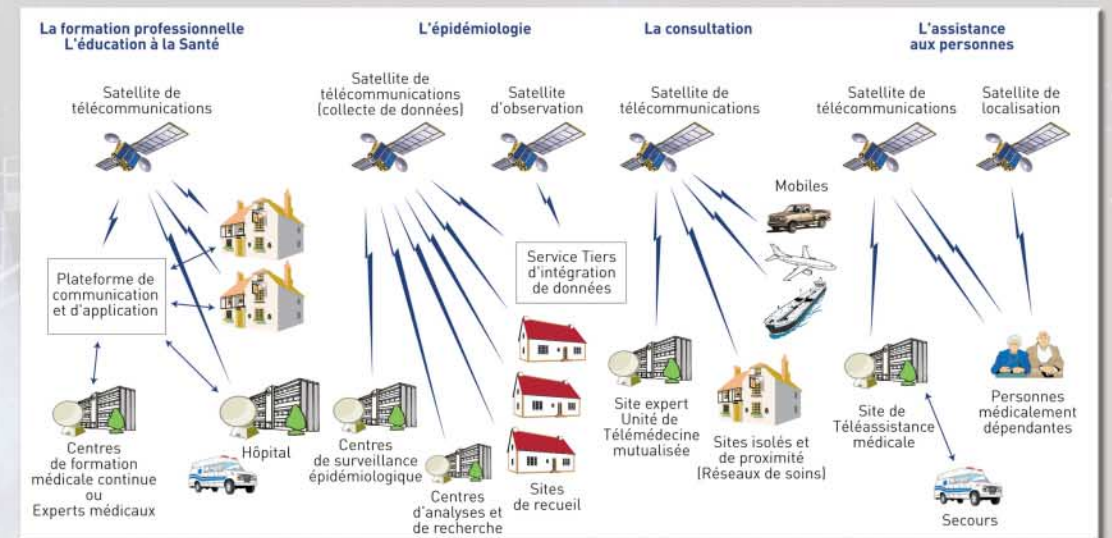 La formation professionelle
L'éducation à la Santé
L'épidémiologie
La consultation
L'assistance
aux personnes
Satellite de
télécommunications
Satellite de
télécommunications
(collecte de données)
Satellite
d'observation
Satellite de
télécommunications
Satellite de
télécommunications
Satellite de
localisation
Mobiles
Plateforme de
communication
et d'application
Service Tiers
d'intégration
de données
Centres
de formation
médicale continue
ou
Experts médicaux
Hôpital
Centres
de surveillance
épidémiologique
Centres
d'analyses et
de recherche
Sites
de recueil
Site expert
Unité de
Télémédecine
mutualisée
Sites isolés et
de proximité
(Réseaux de soins)
Site de
Téléassistance
médicale
Personnes
médicalement
dépendantes
Secours